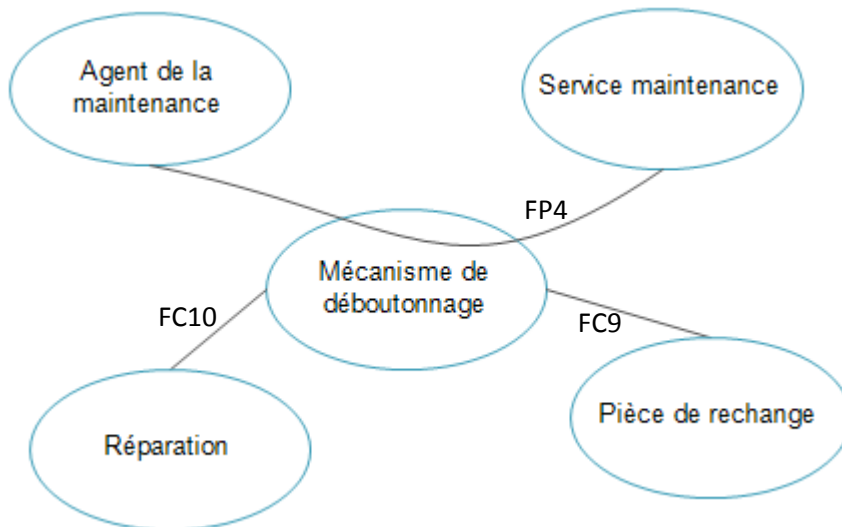 Agent de la
maintenance
Service maintenance
FP4
Mécanisme de
déboutonnage
FC10
FC9
Réparation
Pièce de rechange